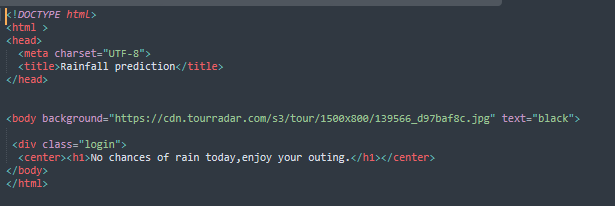 <!DOCTYPE html>
<html >
<head>
  <meta charset="UTF-8">
  <title>Rainfall prediction</title>
</head>
<body background="https://cdn.tourradar.com/s3/tour/1500x800/139566_d97baf8c.jpg" text="black">
 <div class="login">
  <center><h1>No chances of rain today,enjoy your outing.</h1></center>
</body>
</html>